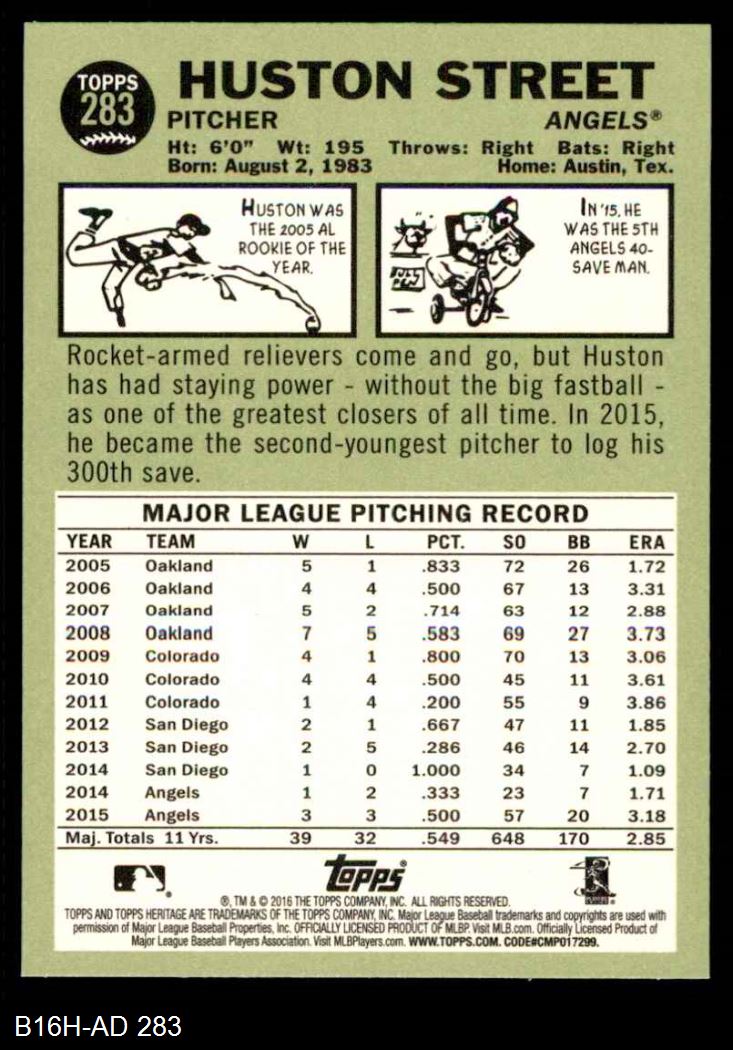 TOPPS
283
HUSTON STREET
PITCHER ANGELS®
Ht: 6'0" Wt: 195 Throws: Right Bats: Right
Born: August 2, 1983 Home: Austin, Tex.
HUSTON WAS
THE 2005 AL
ROOKIE OF THE
YEAR.
BULL
PEN
IN '15, HE
WAS THE 5TH
ANGELS 40-
SAVE MAN.
Rocket-armed relievers come and go, but Huston
has had staying power - without the big fastball -
as one of the greatest closers of all time. In 2015,
he became the second-youngest pitcher to log his
300th save.
MAJOR LEAGUE PITCHING RECORD
YEAR TEAM W L PCT. SO BB ERA
2005 Oakland 5 1 .833 72 26 1.72
2006 Oakland 4 4 .500 67 13 3.31
2007 Oakland 5 2 .714 63 12 2.88
2008 Oakland 7 5 .583 69 27 3.73
2009 Colorado 4 1 .800 70 13 3.06
2010 Colorado 4 4 .500 45 11 3.61
2011 Colorado 1 4 .200 55 9 3.86
2012 San Diego 2 1 .667 47 11 1.85
2013 San Diego 2 5 .286 46 14 2.70
2014 San Diego 1 0 1.000 34 7 1.09
2014 Angels 1 2 .333 23 7 1.71
2015 Angels 3 3 .500 57 20 3.18
Maj. Totals 11 Yrs. 39 32 .549 648 170 2.85
topps®
®, TM & © 2016 THE TOPPS COMPANY, INC. ALL RIGHTS RESERVED.
TOPPS AND TOPPS HERITAGE ARE TRADEMARKS OF THE TOPPS COMPANY, INC. Major League Baseball trademarks and copyrights are used with
permission of Major League Baseball Properties, Inc. OFFICIALLY LICENSED PRODUCT OF MLBP. Visit MLB.com. Officially Licensed Product of
Major League Baseball Players Association. Visit MLBPlayers.com. WWW.TOPPS.COM. CODE#CMP017299.
B16H-AD 283